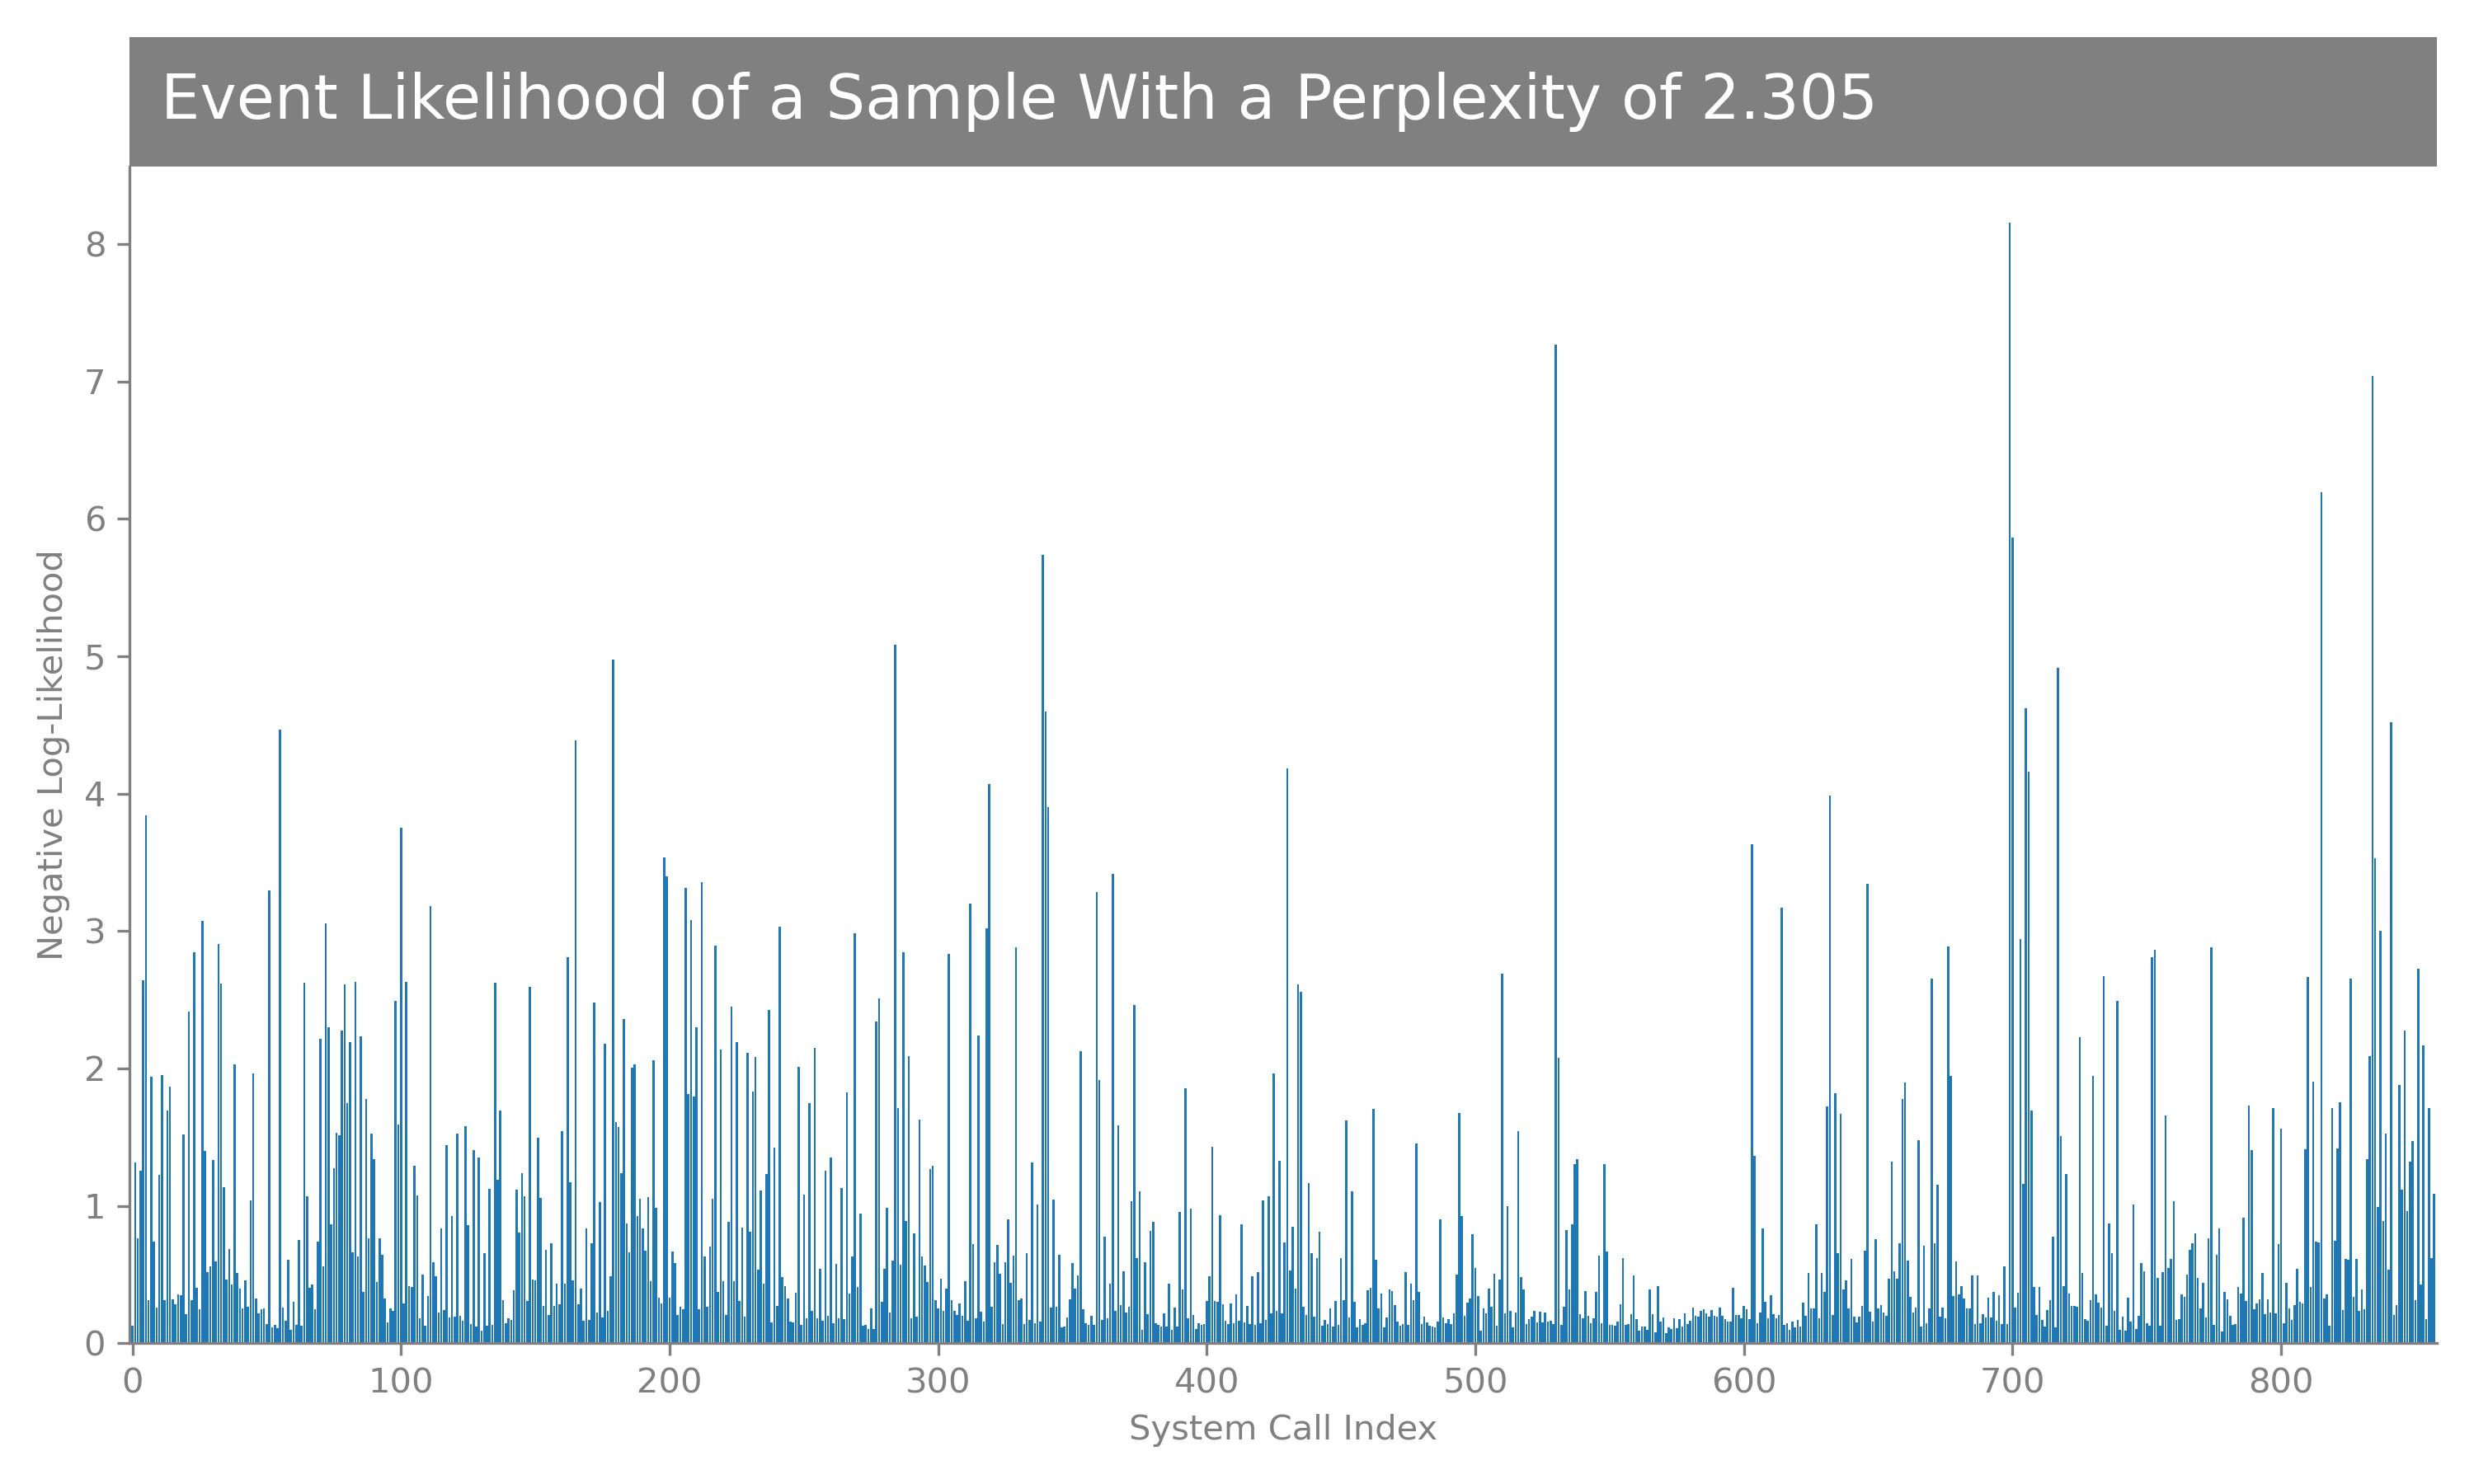 Event Likelihood of a Sample With a Perplexity of 2.305
Negative Log-Likelihood
8
7
6
5
4
3
2
1
0
0 100 200 300 400 500 600 700 800
System Call Index